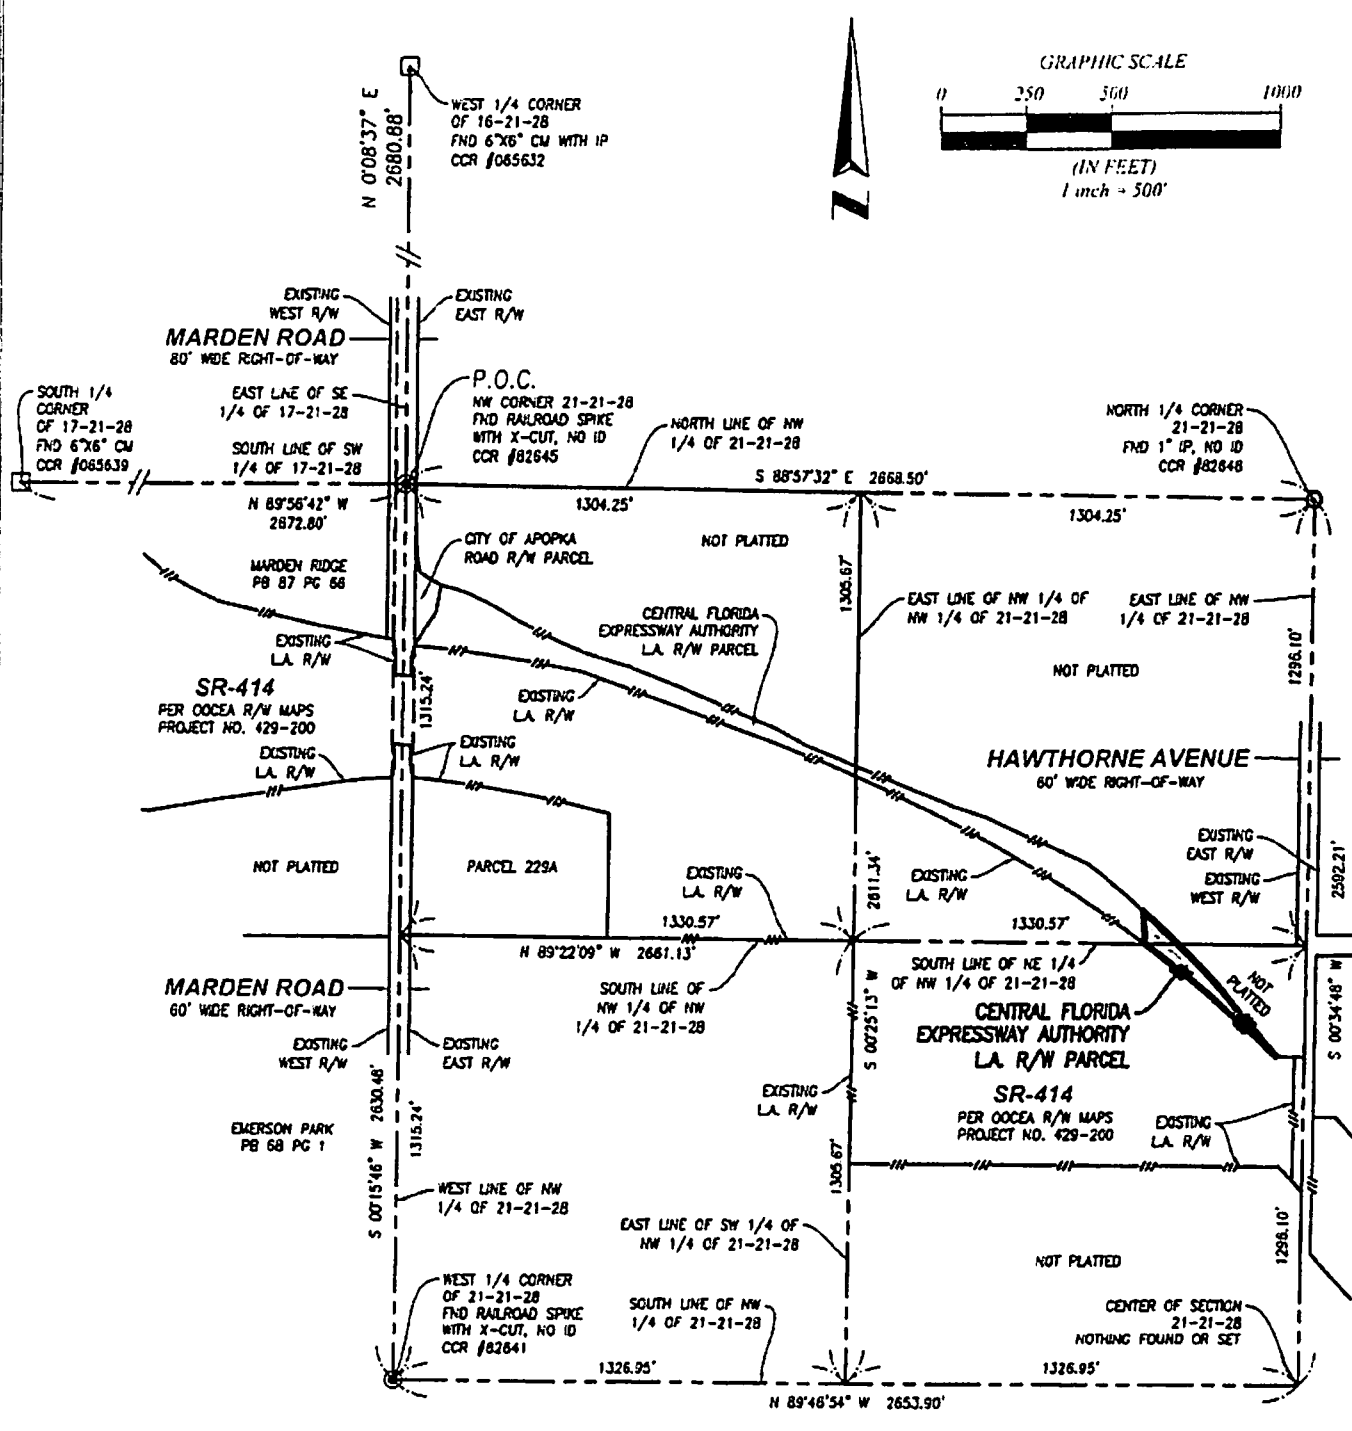 GRAPHIC SCALE
0 250 500 1000
(IN FEET)
1 inch = 500'
N 0°08'37" E
2680.88'
WEST 1/4 CORNER
OF 16-21-28
FND 6"X6" CM WITH IP
CCR #065632
N
EXISTING
WEST R/W
EXISTING
EAST R/W
MARDEN ROAD
80' WIDE RIGHT-OF-WAY
SOUTH 1/4
CORNER
OF 17-21-28
FND 6"X6" CM
CCR #065639
EAST LINE OF SE
1/4 OF 17-21-28
SOUTH LINE OF SW
1/4 OF 17-21-28
P.O.C.
NW CORNER 21-21-28
FND RAILROAD SPIKE
WITH X-CUT, NO ID
CCR #82645
NORTH LINE OF NW
1/4 OF 21-21-28
NORTH 1/4 CORNER
21-21-28
FND 1" IP, NO ID
CCR #82648
S 88°57'32" E 2668.50'
N 89°56'42" W
2672.80'
1304.25'
1304.25'
MARDEN RIDGE
PB 87 PG 66
CITY OF APOPKA
ROAD R/W PARCEL
NOT PLATTED
1305.67'
EAST LINE OF NW 1/4 OF
NW 1/4 OF 21-21-28
EAST LINE OF NW
1/4 OF 21-21-28
CENTRAL FLORIDA
EXPRESSWAY AUTHORITY
L.A. R/W PARCEL
EXISTING
L.A. R/W
NOT PLATTED
1296.10'
SR-414
PER OOCEA R/W MAPS
PROJECT NO. 429-200
1315.24'
EXISTING
L.A. R/W
EXISTING
L.A. R/W
EXISTING
L.A. R/W
HAWTHORNE AVENUE
60' WIDE RIGHT-OF-WAY
NOT PLATTED
PARCEL 229A
EXISTING
L.A. R/W
2611.34'
EXISTING
L.A. R/W
EXISTING
EAST R/W
EXISTING
WEST R/W
2592.21'
1330.57'
1330.57'
N 89°22'09" W 2661.13'
SOUTH LINE OF NE 1/4
OF NW 1/4 OF 21-21-28
NOT
PLATTED
MARDEN ROAD
60' WIDE RIGHT-OF-WAY
SOUTH LINE OF
NW 1/4 OF NW
1/4 OF 21-21-28
S 00°25'13" W
CENTRAL FLORIDA
EXPRESSWAY AUTHORITY
L.A. R/W PARCEL
S 00°34'48" W
EXISTING
WEST R/W
EXISTING
EAST R/W
EXISTING
L.A. R/W
SR-414
PER OOCEA R/W MAPS
PROJECT NO. 429-200
EXISTING
L.A. R/W
EMERSON PARK
PB 68 PG 1
S 00°15'46" W 2630.48'
1315.24'
1305.67'
WEST LINE OF NW
1/4 OF 21-21-28
EAST LINE OF SW 1/4 OF
NW 1/4 OF 21-21-28
1296.10'
NOT PLATTED
WEST 1/4 CORNER
OF 21-21-28
FND RAILROAD SPIKE
WITH X-CUT, NO ID
CCR #82641
SOUTH LINE OF NW
1/4 OF 21-21-28
CENTER OF SECTION
21-21-28
NOTHING FOUND OR SET
1326.95'
1326.95'
N 89°46'54" W 2653.90'